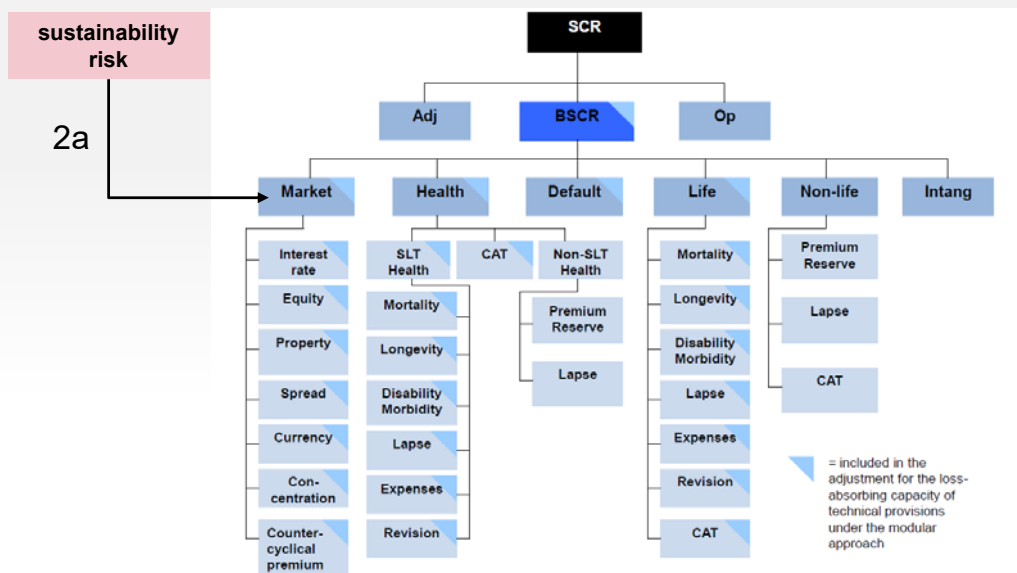 sustainability
risk
2a
SCR
Adj
BSCR
Op
Market
Health
Default
Life
Non-life
Intang
Interest
rate
Equity
Property
Spread
Currency
Con-
centration
Counter-
cyclical
premium
SLT
Health
CAT
Non-SLT
Health
Mortality
Longevity
Disability
Morbidity
Lapse
Expenses
Revision
Premium
Reserve
Lapse
Mortality
Longevity
Disability
Morbidity
Lapse
Expenses
Revision
CAT
Premium
Reserve
Lapse
CAT
= included in the
adjustment for the loss-
absorbing capacity of
technical provisions
under the modular
approach